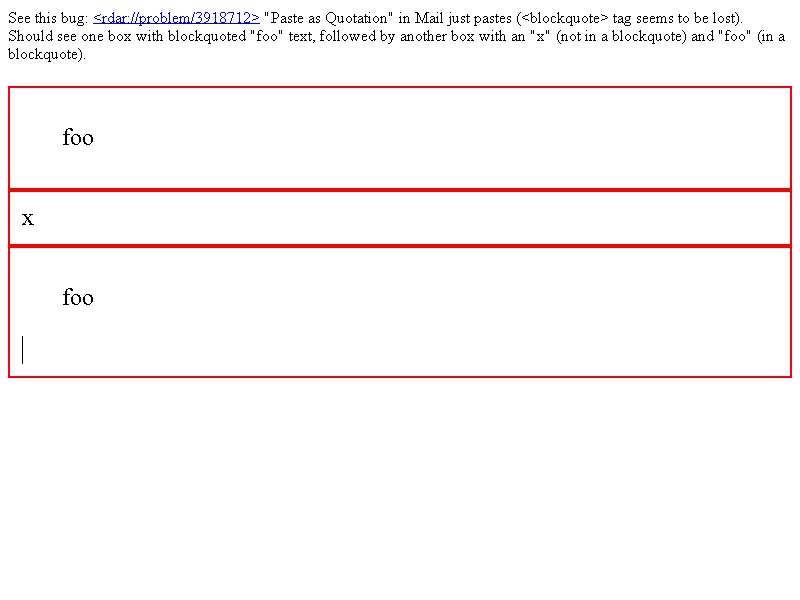 See this bug: <rdar://problem/3918712> "Paste as Quotation" in Mail just pastes (<blockquote> tag seems to be lost).
Should see one box with blockquoted "foo" text, followed by another box with an "x" (not in a blockquote) and "foo" (in a
blockquote).
foo
x
foo